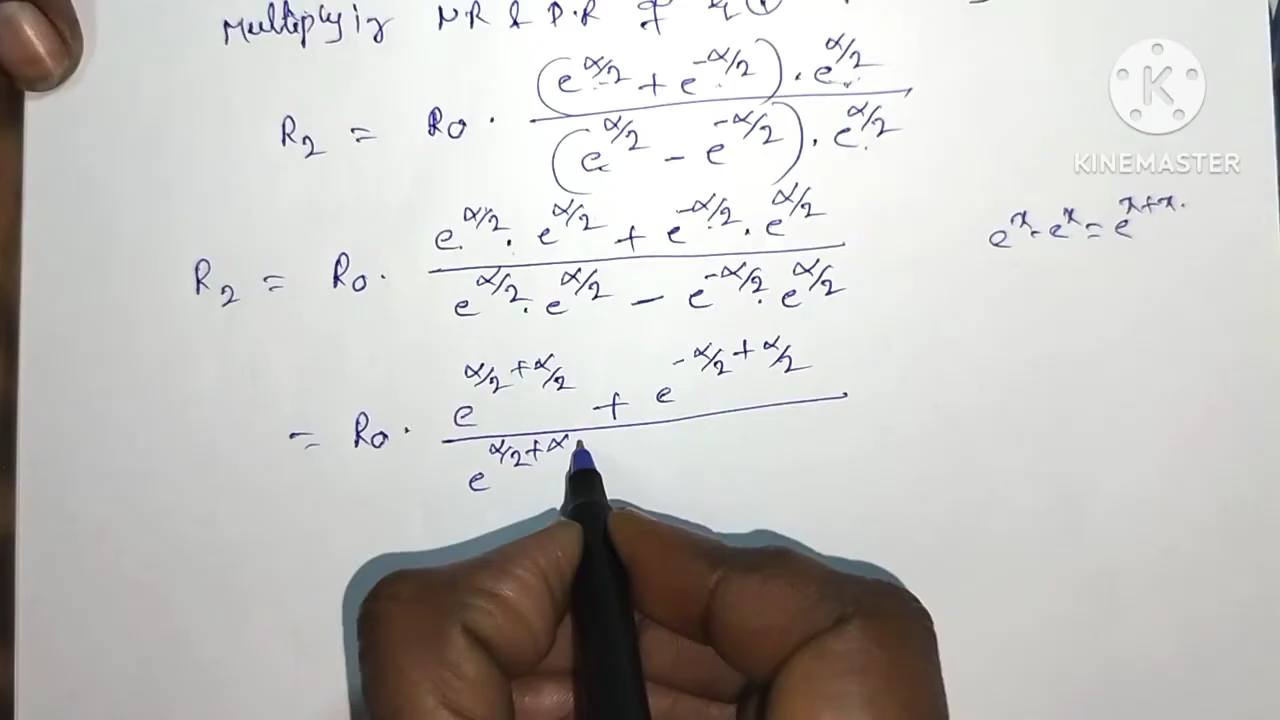 Multiplying N.R & D.R of
R₂ = R₀ · (e^(α/2) + e^(-α/2)) · e^(α/2) / (e^(α/2) - e^(-α/2)) · e^(α/2)
K
KINEMASTER
R₂ = R₀ · e^(α/2) · e^(α/2) + e^(-α/2) · e^(α/2) / e^(α/2) · e^(α/2) - e^(-α/2) · e^(α/2)
e^x · e^x = e^(x+x).
= R₀ · e^(α/2 + α/2) + e^(-α/2 + α/2) / e^(α/2 + α